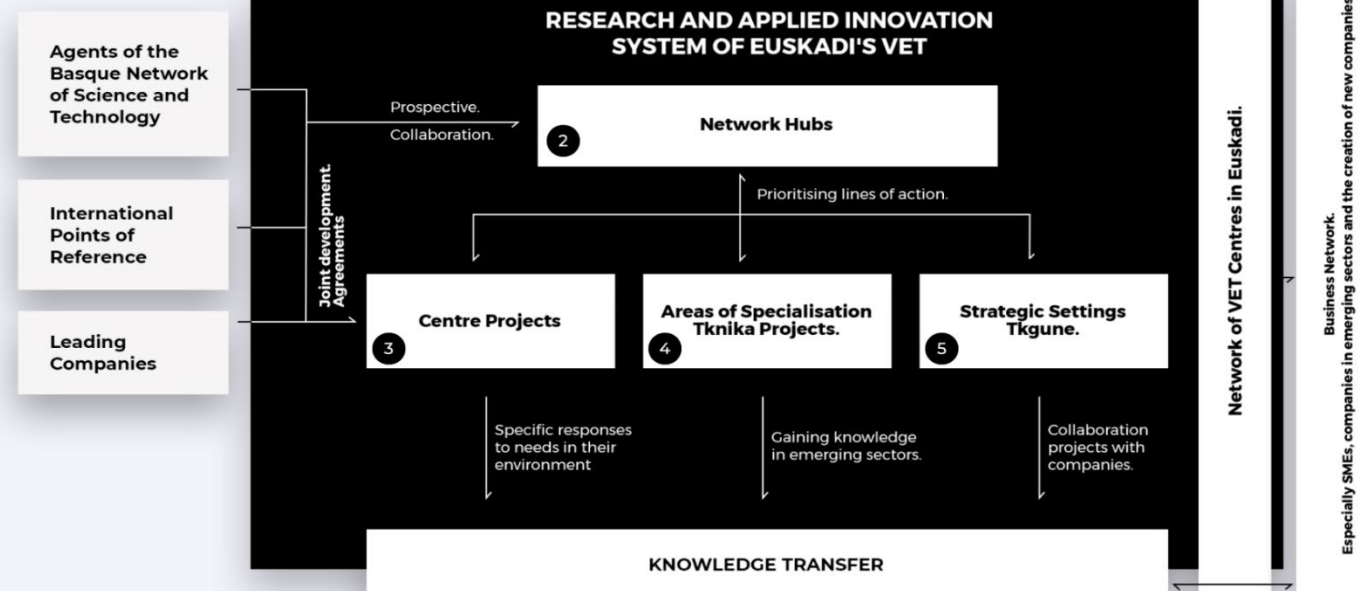 RESEARCH AND APPLIED INNOVATION
SYSTEM OF EUSKADI'S VET
Agents of the
Basque Network
of Science and
Technology
International
Points of
Reference
Leading
Companies
Prospective.
Collaboration.
Joint development.
Agreements
2
Network Hubs
Prioritising lines of action.
3
Centre Projects
4
Areas of Specialisation
Tknika Projects.
5
Strategic Settings
Tkgune.
Specific responses
to needs in their
environment
Gaining knowledge
in emerging sectors.
Collaboration
projects with
companies.
KNOWLEDGE TRANSFER
Network of VET Centres in Euskadi.
Business Network.
Especially SMEs, companies in emerging sectors and the creation of new companies